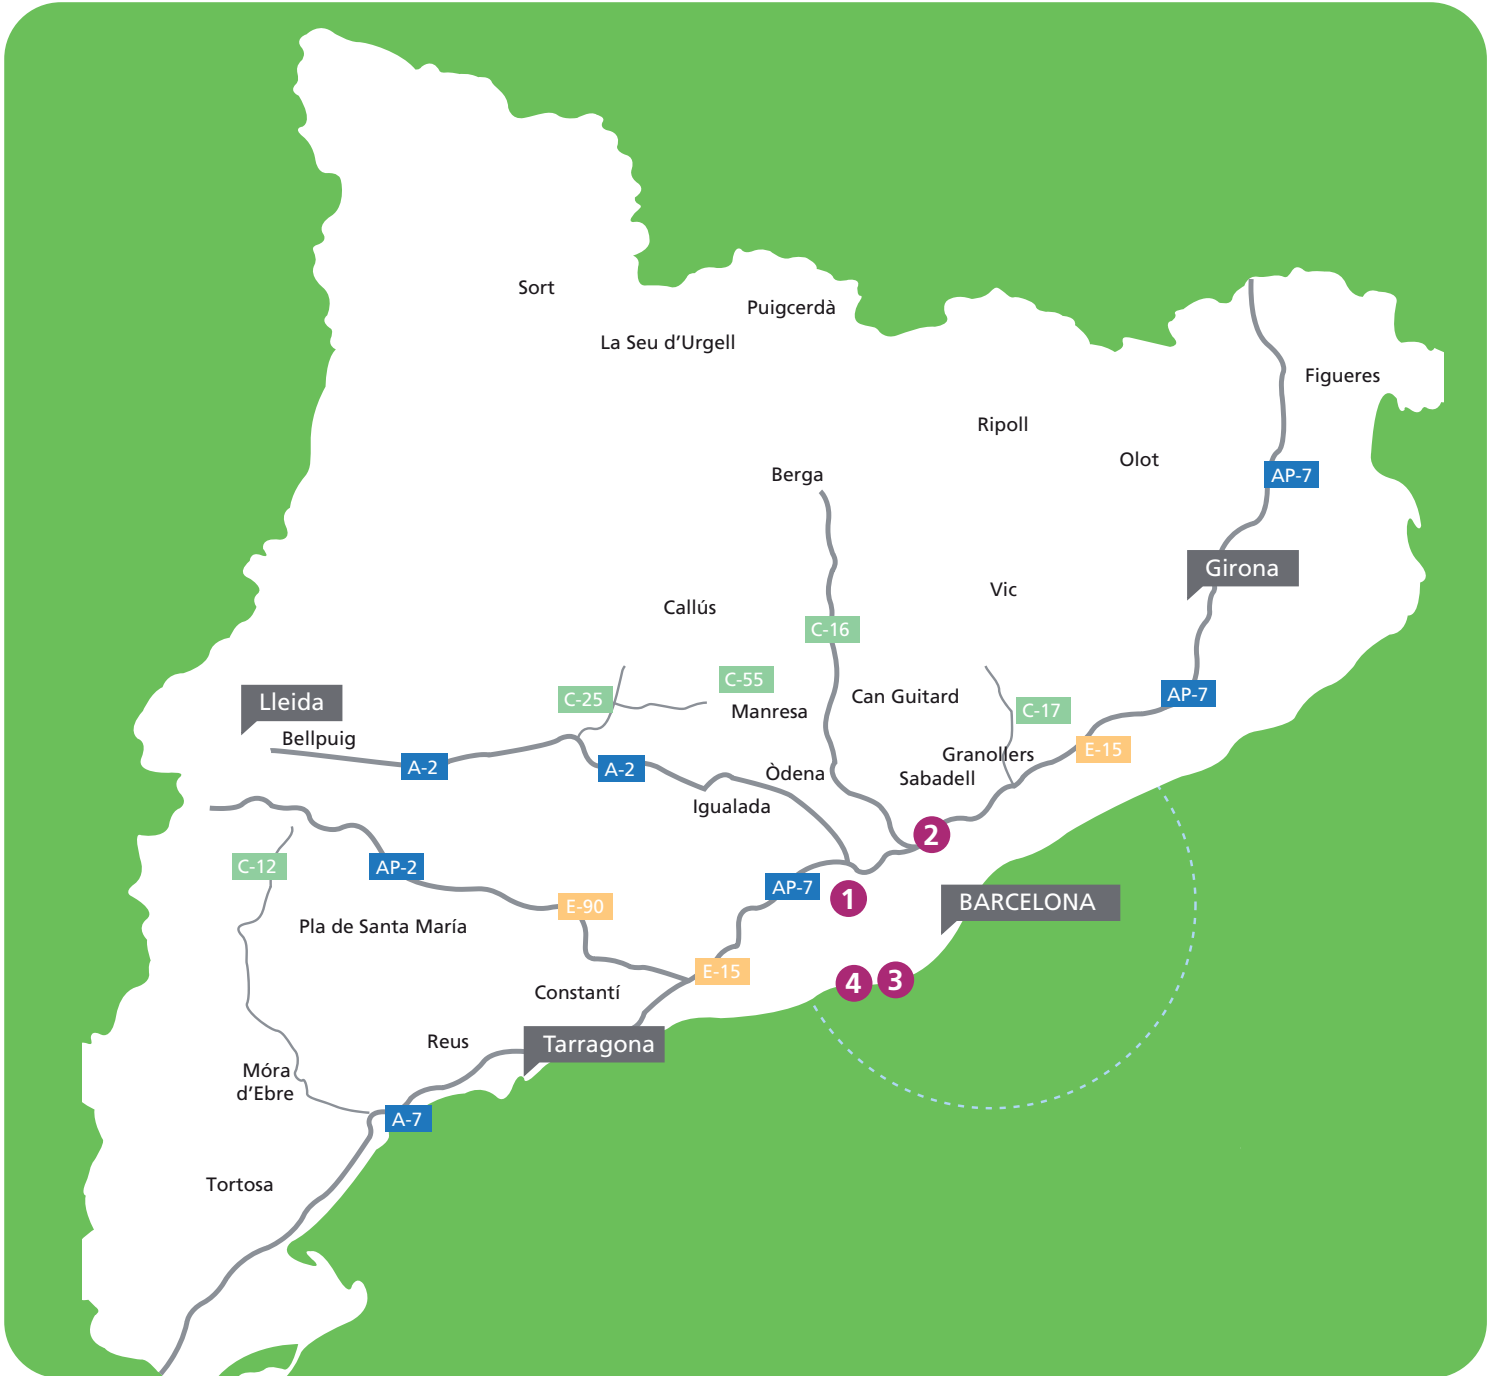 Sort
Puigcerdà
La Seu d’Urgell
Figueres
Ripoll
Olot
Berga
AP-7
Girona
Vic
Callús
C-16
C-55
C-25
Lleida
Can Guitard
AP-7
Manresa
C-17
Bellpuig
E-15
Granollers
A-2
A-2
Òdena
Sabadell
Igualada
2
C-12
AP-2
AP-7
1
BARCELONA
E-90
Pla de Santa María
E-15
4
3
Constantí
Reus
Tarragona
Móra
d’Ebre
A-7
Tortosa